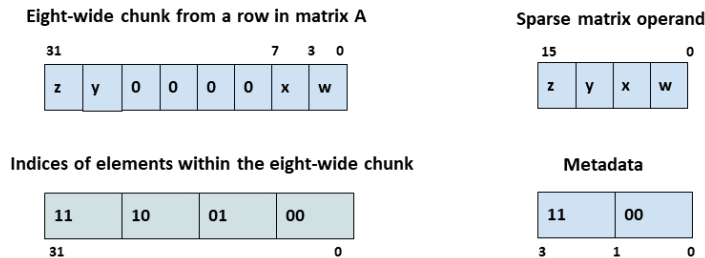 Eight-wide chunk from a row in matrix A
31 7 3 0
z y 0 0 0 0 x w
Sparse matrix operand
15 0
z y x w
Indices of elements within the eight-wide chunk
11 10 01 00
31 0
Metadata
11 00
3 1 0